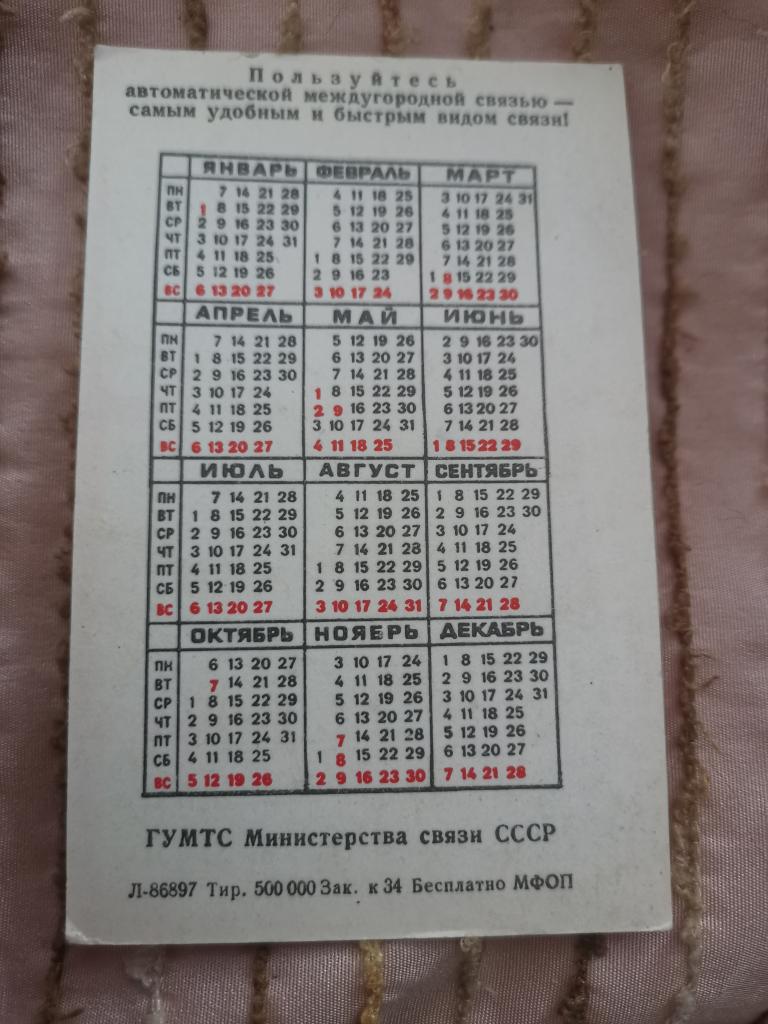 Пользуйтесь
автоматической междугородной связью —
самым удобным и быстрым видом связи!
ЯНВАРЬ ФЕВРАЛЬ МАРТ
ПН 7 14 21 28 4 11 18 25 3 10 17 24 31
ВТ 1 8 15 22 29 5 12 19 26 4 11 18 25
СР 2 9 16 23 30 6 13 20 27 5 12 19 26
ЧТ 3 10 17 24 31 7 14 21 28 6 13 20 27
ПТ 4 11 18 25 1 8 15 22 29 7 14 21 28
СБ 5 12 19 26 2 9 16 23 1 8 15 22 29
ВС 6 13 20 27 3 10 17 24 2 9 16 23 30
АПРЕЛЬ МАЙ ИЮНЬ
ПН 7 14 21 28 5 12 19 26 2 9 16 23 30
ВТ 1 8 15 22 29 6 13 20 27 3 10 17 24
СР 2 9 16 23 30 7 14 21 28 4 11 18 25
ЧТ 3 10 17 24 1 8 15 22 29 5 12 19 26
ПТ 4 11 18 25 2 9 16 23 30 6 13 20 27
СБ 5 12 19 26 3 10 17 24 31 7 14 21 28
ВС 6 13 20 27 4 11 18 25 1 8 15 22 29
ИЮЛЬ АВГУСТ СЕНТЯБРЬ
ПН 7 14 21 28 4 11 18 25 1 8 15 22 29
ВТ 1 8 15 22 29 5 12 19 26 2 9 16 23 30
СР 2 9 16 23 30 6 13 20 27 3 10 17 24
ЧТ 3 10 17 24 31 7 14 21 28 4 11 18 25
ПТ 4 11 18 25 1 8 15 22 29 5 12 19 26
СБ 5 12 19 26 2 9 16 23 30 6 13 20 27
ВС 6 13 20 27 3 10 17 24 31 7 14 21 28
ОКТЯБРЬ НОЯБРЬ ДЕКАБРЬ
ПН 6 13 20 27 3 10 17 24 1 8 15 22 29
ВТ 7 14 21 28 4 11 18 25 2 9 16 23 30
СР 1 8 15 22 29 5 12 19 26 3 10 17 24 31
ЧТ 2 9 16 23 30 6 13 20 27 4 11 18 25
ПТ 3 10 17 24 31 7 14 21 28 5 12 19 26
СБ 4 11 18 25 1 8 15 22 29 6 13 20 27
ВС 5 12 19 26 2 9 16 23 30 7 14 21 28
ГУМТС Министерства связи СССР
Л-86897 Тир. 500 000 Зак. к 34 Бесплатно МФОП